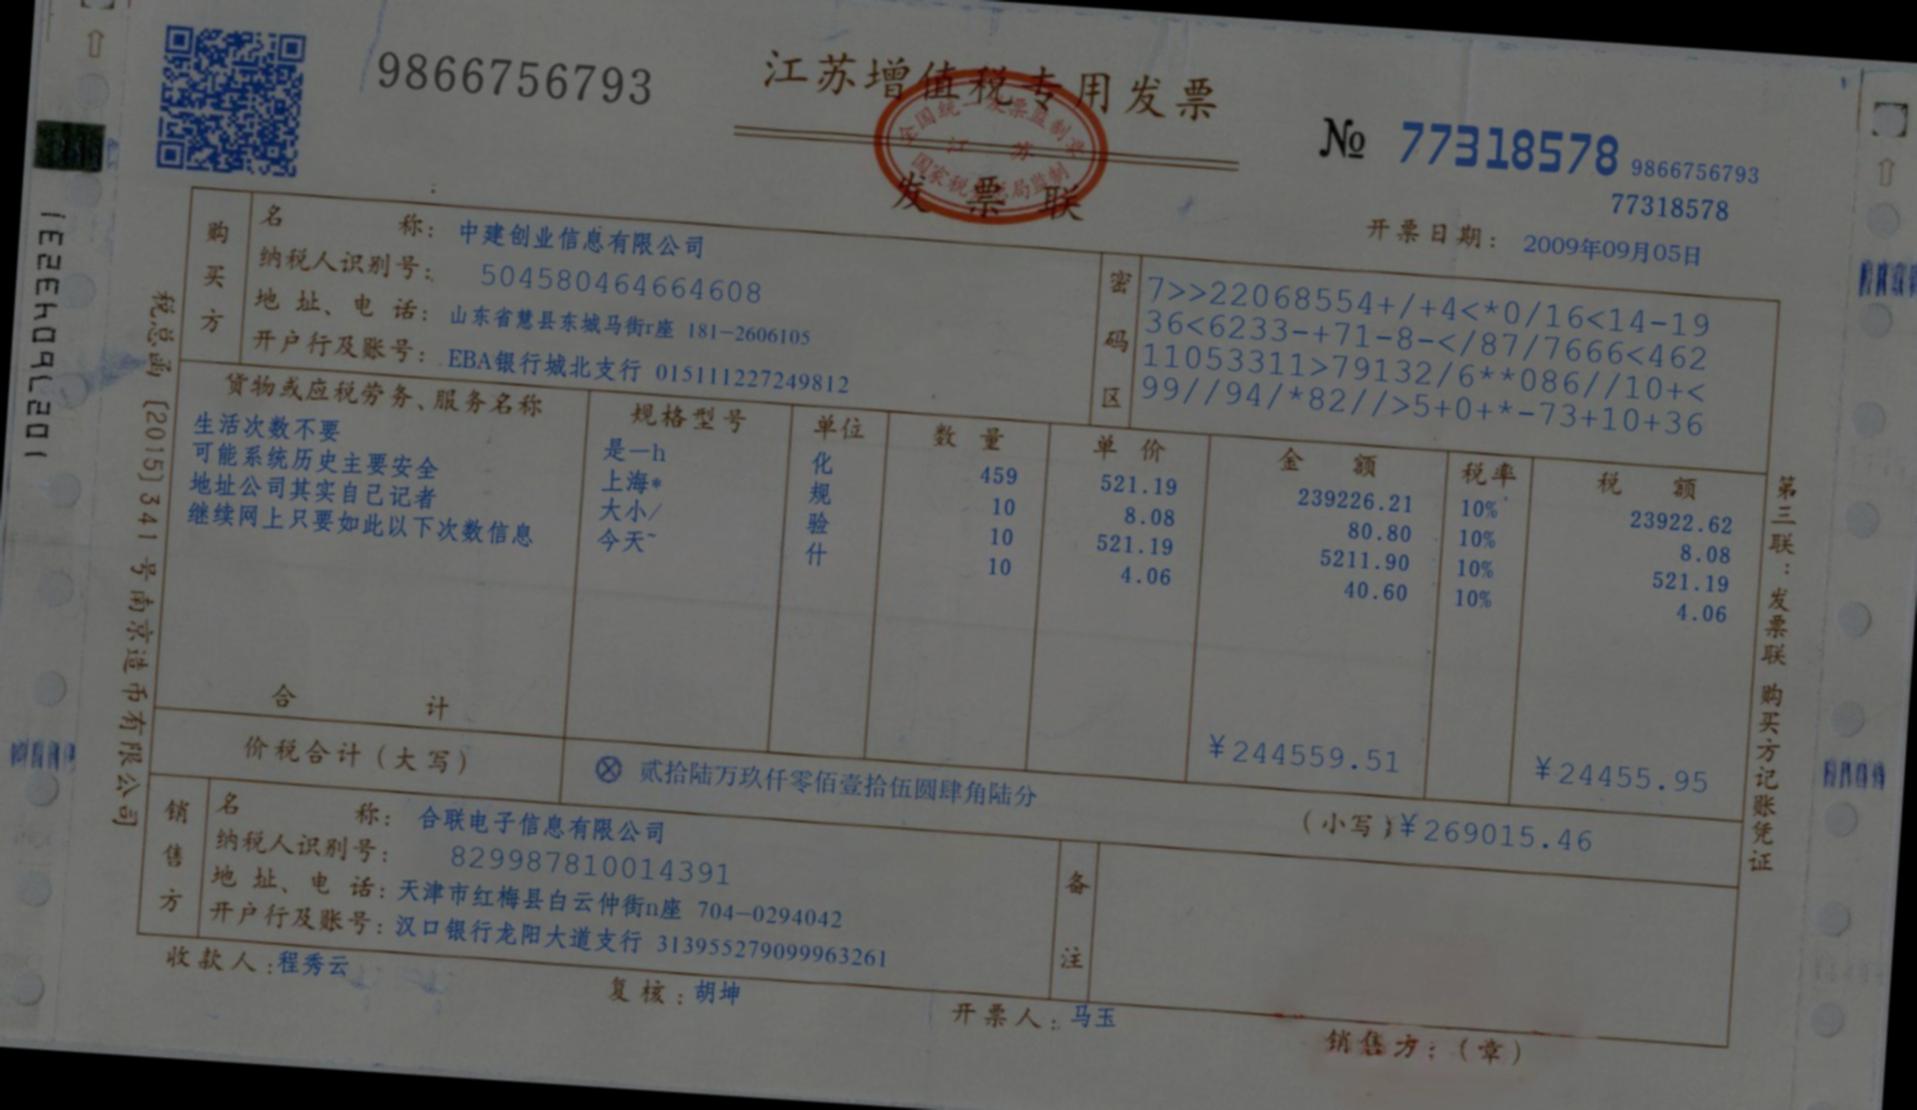 9866756793
江苏增值税专用发票
全国统一发票监制章
江苏
国家税务总局监制
发票联
№ 77318578 9866756793
77318578
开票日期： 2009年09月05日
购买方
名称： 中建创业信息有限公司
纳税人识别号： 504580464664608
地址、电话： 山东省慧县东城马街r座 181-2606105
开户行及账号： EBA银行城北支行 015111227249812
密码区
7>>22068554+/+4<*0/16<14-19
36<6233-+71-8-</87/7666<462
11053311>79132/6**086//10+<
99//94/*82//>5+0+*-73+10+36
货物或应税劳务、服务名称 规格型号 单位 数量 单价 金额 税率 税额
生活次数不要 是一h 化 459 521.19 239226.21 10% 23922.62
可能系统历史主要安全 上海* 规 10 8.08 80.80 10% 8.08
地址公司其实自己记者 大小/ 验 10 521.19 5211.90 10% 521.19
继续网上只要如此以下次数信息 今天~ 什 10 4.06 40.60 10% 4.06
合计 ¥244559.51 ¥24455.95
价税合计（大写） ⊗ 贰拾陆万玖仟零佰壹拾伍圆肆角陆分 （小写）¥269015.46
销售方
名称： 合联电子信息有限公司
纳税人识别号： 829987810014391
地址、电话： 天津市红梅县白云仲街n座 704-0294042
开户行及账号： 汉口银行龙阳大道支行 313955279099963261
备注
收款人:程秀云 复核:胡坤 开票人:马玉 销售方：（章）
税总函〔2015〕341号南京造币有限公司
第三联：发票联 购买方记账凭证